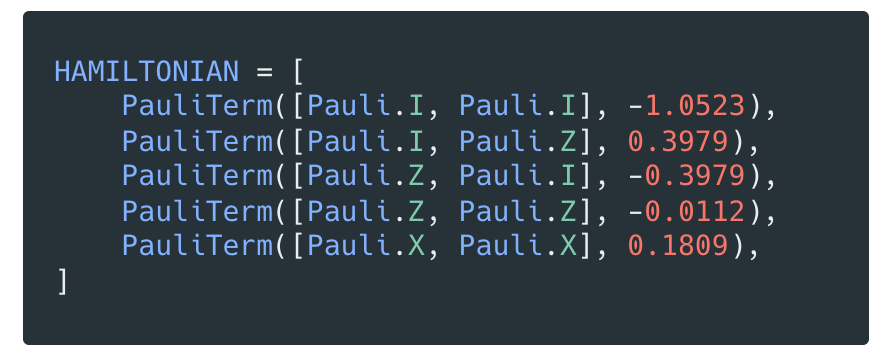 HAMILTONIAN = [
    PauliTerm([Pauli.I, Pauli.I], -1.0523),
    PauliTerm([Pauli.I, Pauli.Z], 0.3979),
    PauliTerm([Pauli.Z, Pauli.I], -0.3979),
    PauliTerm([Pauli.Z, Pauli.Z], -0.0112),
    PauliTerm([Pauli.X, Pauli.X], 0.1809),
]